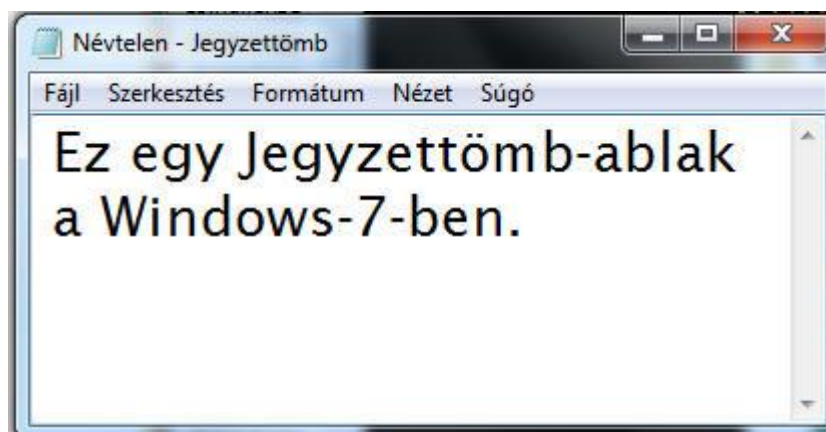 Névtelen - Jegyzettömb
Fájl Szerkesztés Formátum Nézet Súgó
Ez egy Jegyzettömb-ablak
a Windows-7-ben.